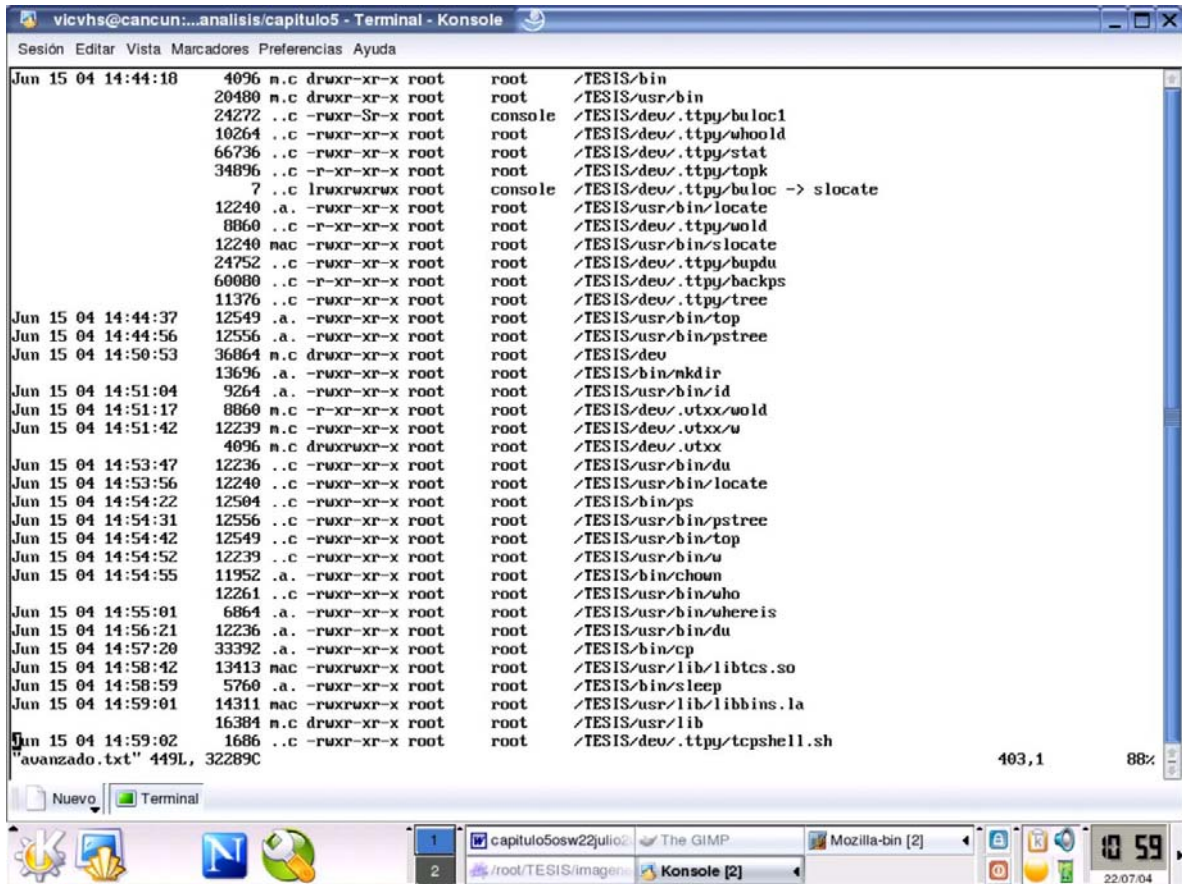 vicvhs@cancun:...analisis/capitulo5 - Terminal - Konsole
Sesión Editar Vista Marcadores Preferencias Ayuda
Jun 15 04 14:44:18 4096 m.c drwxr-xr-x root root /TESIS/bin
20480 m.c drwxr-xr-x root root /TESIS/usr/bin
24272 ..c -rwxr-Sr-x root console /TESIS/dev/.ttpy/buloc1
10264 ..c -rwxr-xr-x root root /TESIS/dev/.ttpy/whoold
66736 ..c -rwxr-xr-x root root /TESIS/dev/.ttpy/stat
34896 ..c -r-xr-xr-x root root /TESIS/dev/.ttpy/topk
7 ..c lrwxrwxrwx root console /TESIS/dev/.ttpy/buloc -> slocate
12240 .a. -rwxr-xr-x root root /TESIS/usr/bin/locate
8860 ..c -r-xr-xr-x root root /TESIS/dev/.ttpy/wold
12240 mac -rwxr-xr-x root root /TESIS/usr/bin/slocate
24752 ..c -rwxr-xr-x root root /TESIS/dev/.ttpy/bupdu
60080 ..c -r-xr-xr-x root root /TESIS/dev/.ttpy/backps
11376 ..c -rwxr-xr-x root root /TESIS/dev/.ttpy/tree
Jun 15 04 14:44:37 12549 .a. -rwxr-xr-x root root /TESIS/usr/bin/top
Jun 15 04 14:44:56 12556 .a. -rwxr-xr-x root root /TESIS/usr/bin/pstree
Jun 15 04 14:50:53 36864 m.c drwxr-xr-x root root /TESIS/dev
13696 .a. -rwxr-xr-x root root /TESIS/bin/mkdir
Jun 15 04 14:51:04 9264 .a. -rwxr-xr-x root root /TESIS/usr/bin/id
Jun 15 04 14:51:17 8860 m.c -r-xr-xr-x root root /TESIS/dev/.vtxx/wold
Jun 15 04 14:51:42 12239 m.c -rwxr-xr-x root root /TESIS/dev/.vtxx/w
4096 m.c drwxrwxr-x root root /TESIS/dev/.vtxx
Jun 15 04 14:53:47 12236 ..c -rwxr-xr-x root root /TESIS/usr/bin/du
Jun 15 04 14:53:56 12240 ..c -rwxr-xr-x root root /TESIS/usr/bin/locate
Jun 15 04 14:54:22 12504 ..c -rwxr-xr-x root root /TESIS/bin/ps
Jun 15 04 14:54:31 12556 ..c -rwxr-xr-x root root /TESIS/usr/bin/pstree
Jun 15 04 14:54:42 12549 ..c -rwxr-xr-x root root /TESIS/usr/bin/top
Jun 15 04 14:54:52 12239 ..c -rwxr-xr-x root root /TESIS/usr/bin/w
Jun 15 04 14:54:55 11952 .a. -rwxr-xr-x root root /TESIS/bin/chown
12261 ..c -rwxr-xr-x root root /TESIS/usr/bin/who
Jun 15 04 14:55:01 6864 .a. -rwxr-xr-x root root /TESIS/usr/bin/whereis
Jun 15 04 14:56:21 12236 .a. -rwxr-xr-x root root /TESIS/usr/bin/du
Jun 15 04 14:57:20 33392 .a. -rwxr-xr-x root root /TESIS/bin/cp
Jun 15 04 14:58:42 13413 mac -rwxrwxr-x root root /TESIS/usr/lib/libtcs.so
Jun 15 04 14:58:59 5760 .a. -rwxr-xr-x root root /TESIS/bin/sleep
Jun 15 04 14:59:01 14311 mac -rwxrwxr-x root root /TESIS/usr/lib/libbins.la
16384 m.c drwxr-xr-x root root /TESIS/usr/lib
Jun 15 04 14:59:02 1686 ..c -rwxr-xr-x root root /TESIS/dev/.ttpy/tcpshell.sh
"avanzado.txt" 449L, 32289C 403,1 88%
Nuevo Terminal
1 capitulo5osw22julio2 The GIMP Mozilla-bin [2]
2 /root/TESIS/imagen Konsole [2]
10 59
22/07/04